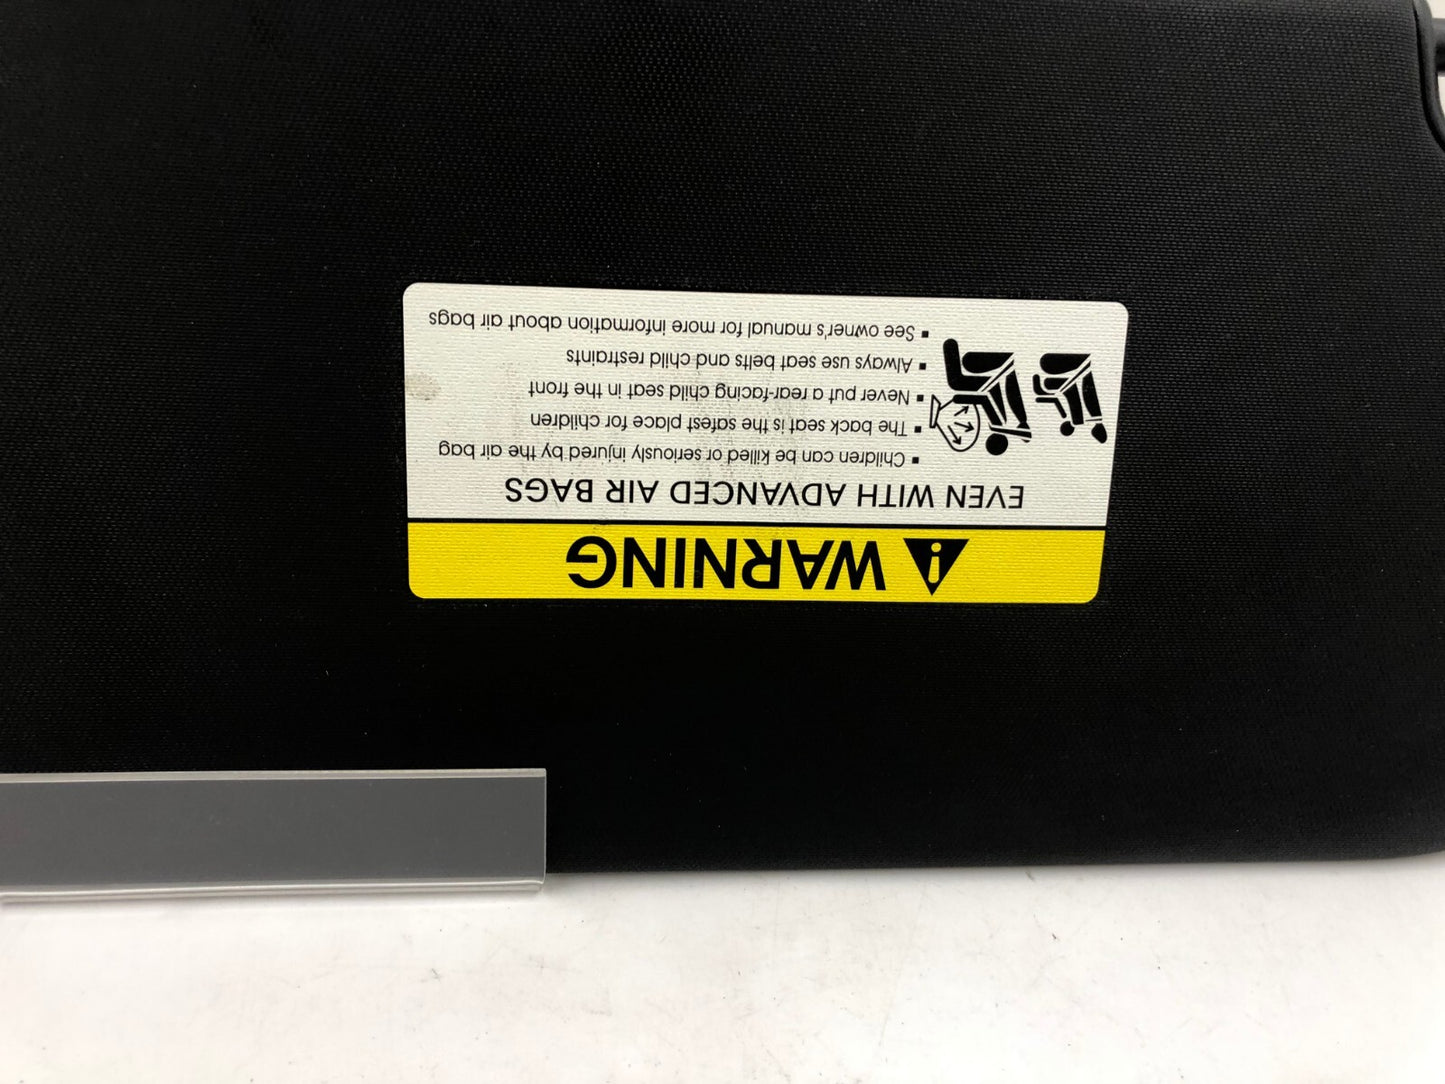 WARNING
EVEN WITH ADVANCED AIR BAGS
▪ Children can be killed or seriously injured by the air bag
▪ The back seat is the safest place for children
▪ Never put a rear-facing child seat in the front
▪ Always use seat belts and child restraints
▪ See owner's manual for more information about air bags